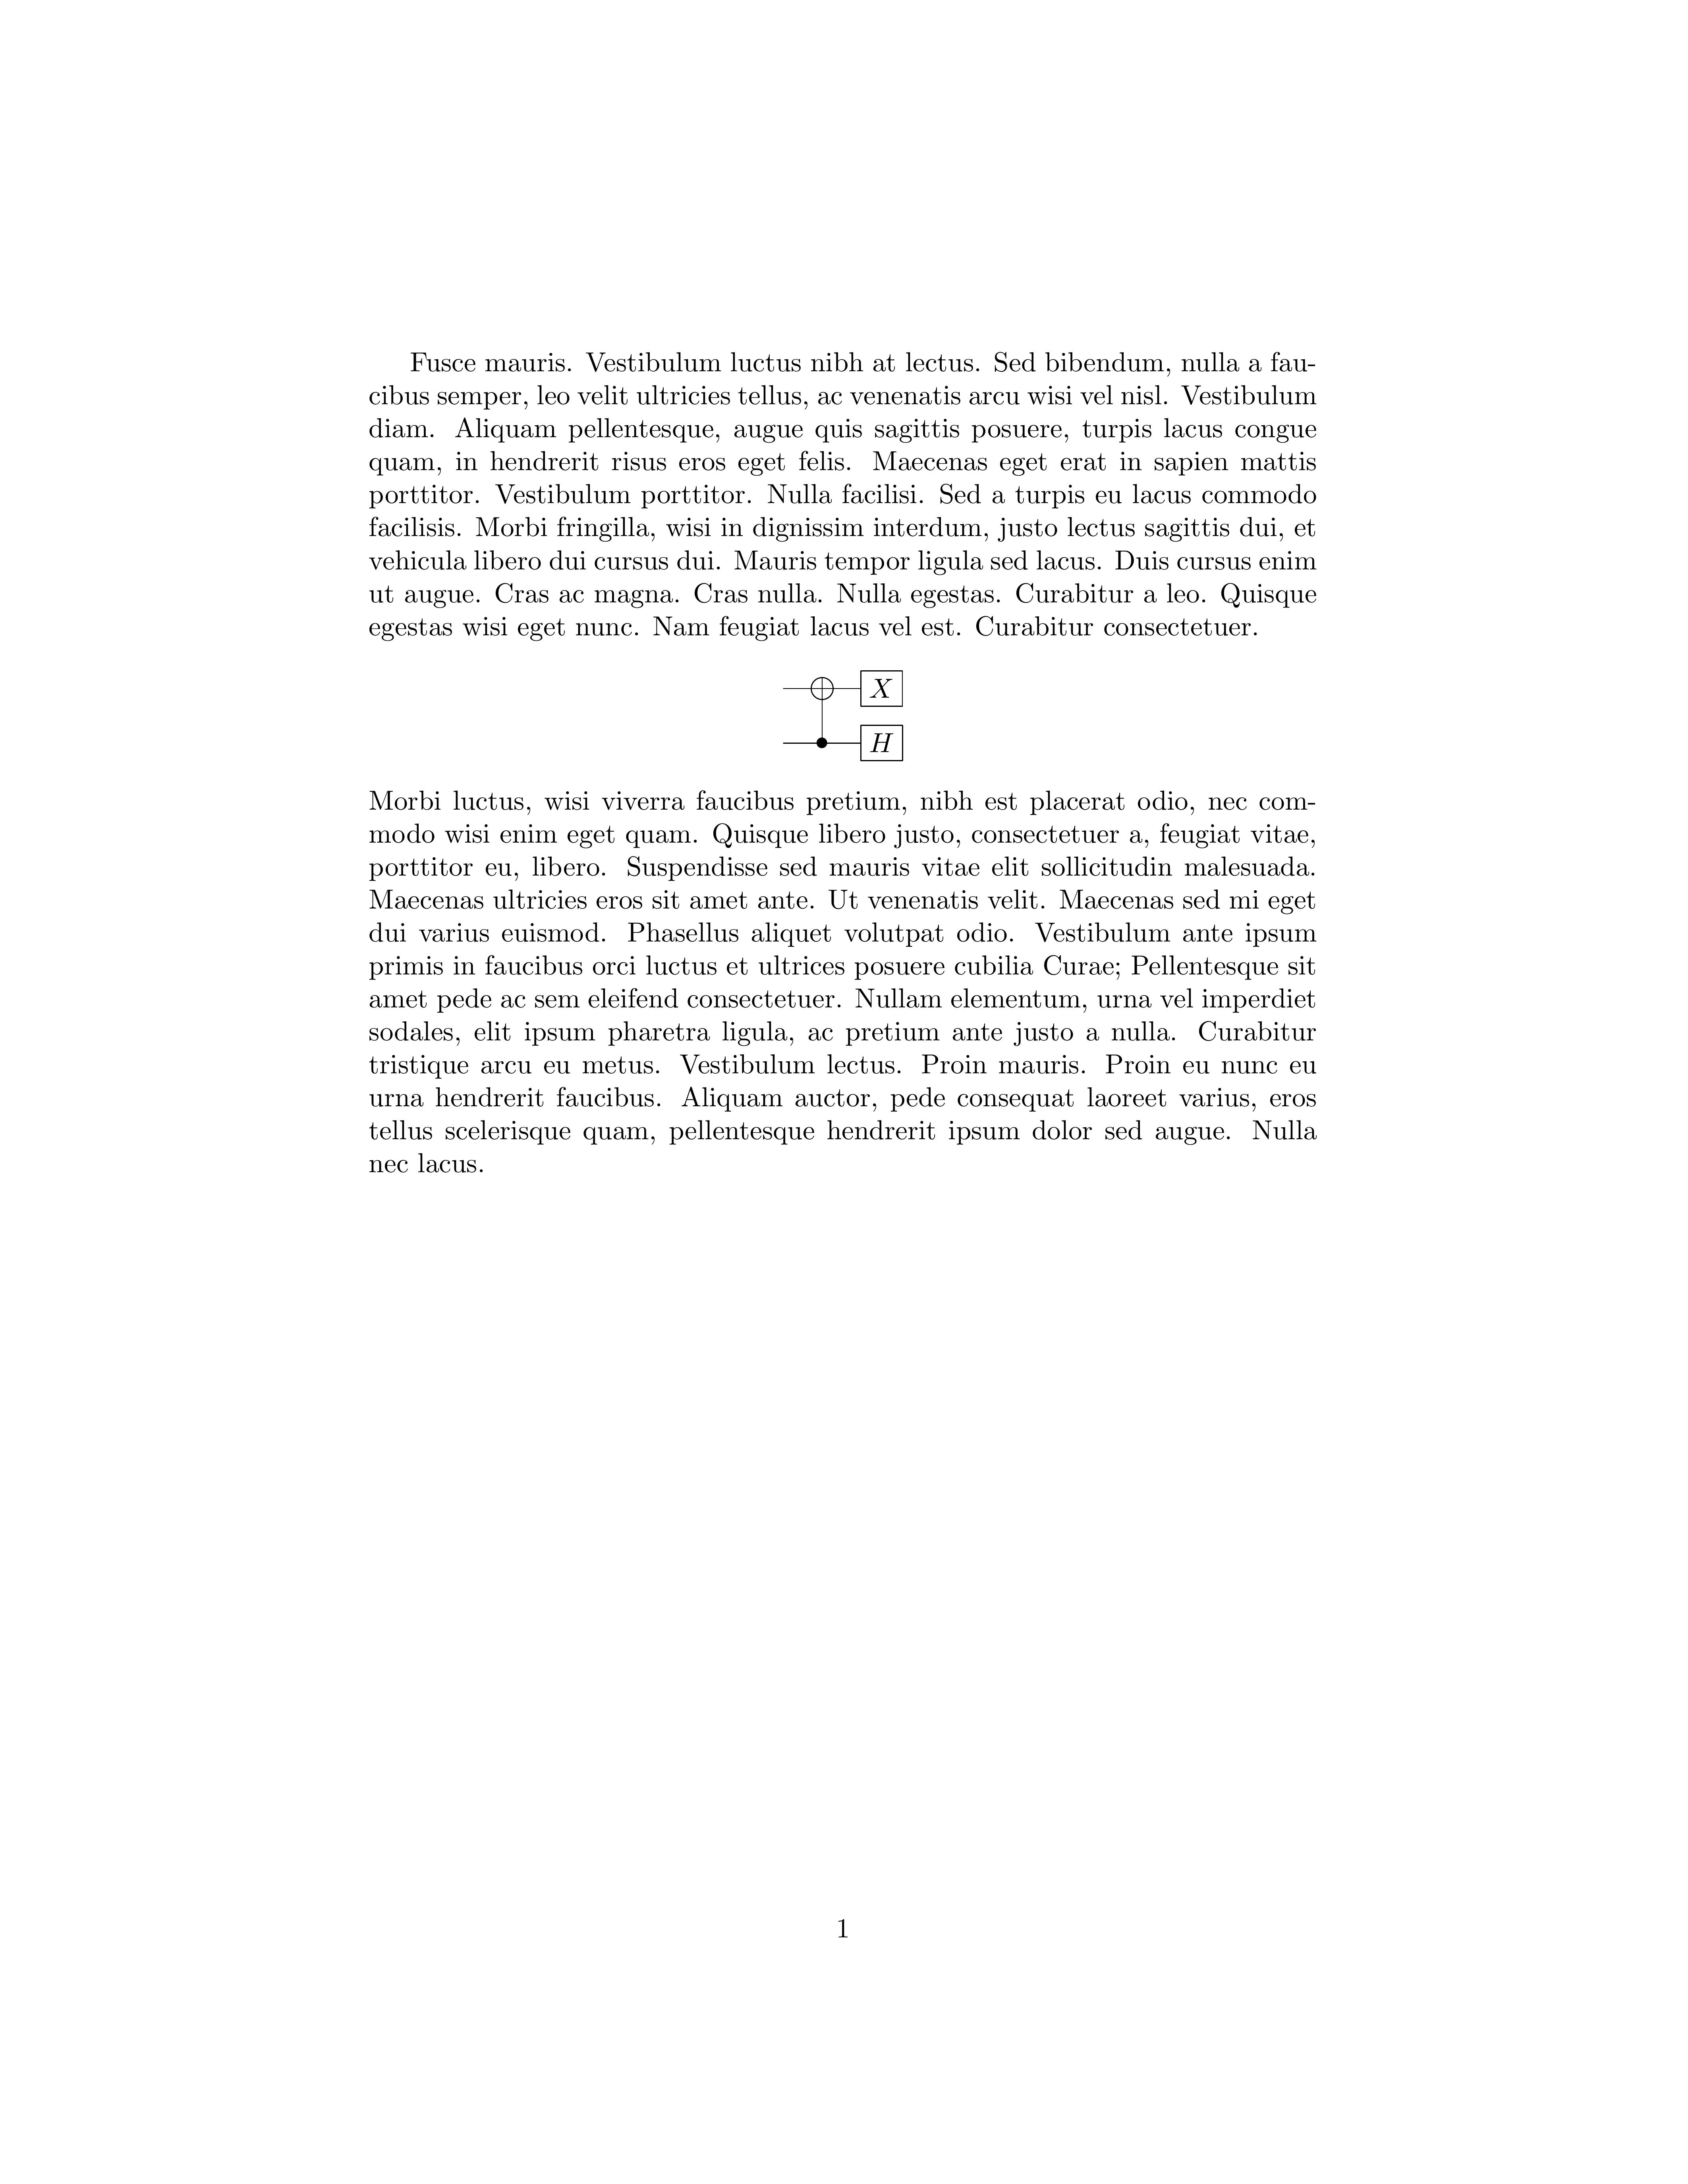 Fusce mauris. Vestibulum luctus nibh at lectus. Sed bibendum, nulla a fau-
cibus semper, leo velit ultricies tellus, ac venenatis arcu wisi vel nisl. Vestibulum
diam. Aliquam pellentesque, augue quis sagittis posuere, turpis lacus congue
quam, in hendrerit risus eros eget felis. Maecenas eget erat in sapien mattis
porttitor. Vestibulum porttitor. Nulla facilisi. Sed a turpis eu lacus commodo
facilisis. Morbi fringilla, wisi in dignissim interdum, justo lectus sagittis dui, et
vehicula libero dui cursus dui. Mauris tempor ligula sed lacus. Duis cursus enim
ut augue. Cras ac magna. Cras nulla. Nulla egestas. Curabitur a leo. Quisque
egestas wisi eget nunc. Nam feugiat lacus vel est. Curabitur consectetuer.
X
H
Morbi luctus, wisi viverra faucibus pretium, nibh est placerat odio, nec com-
modo wisi enim eget quam. Quisque libero justo, consectetuer a, feugiat vitae,
porttitor eu, libero. Suspendisse sed mauris vitae elit sollicitudin malesuada.
Maecenas ultricies eros sit amet ante. Ut venenatis velit. Maecenas sed mi eget
dui varius euismod. Phasellus aliquet volutpat odio. Vestibulum ante ipsum
primis in faucibus orci luctus et ultrices posuere cubilia Curae; Pellentesque sit
amet pede ac sem eleifend consectetuer. Nullam elementum, urna vel imperdiet
sodales, elit ipsum pharetra ligula, ac pretium ante justo a nulla. Curabitur
tristique arcu eu metus. Vestibulum lectus. Proin mauris. Proin eu nunc eu
urna hendrerit faucibus. Aliquam auctor, pede consequat laoreet varius, eros
tellus scelerisque quam, pellentesque hendrerit ipsum dolor sed augue. Nulla
nec lacus.
1